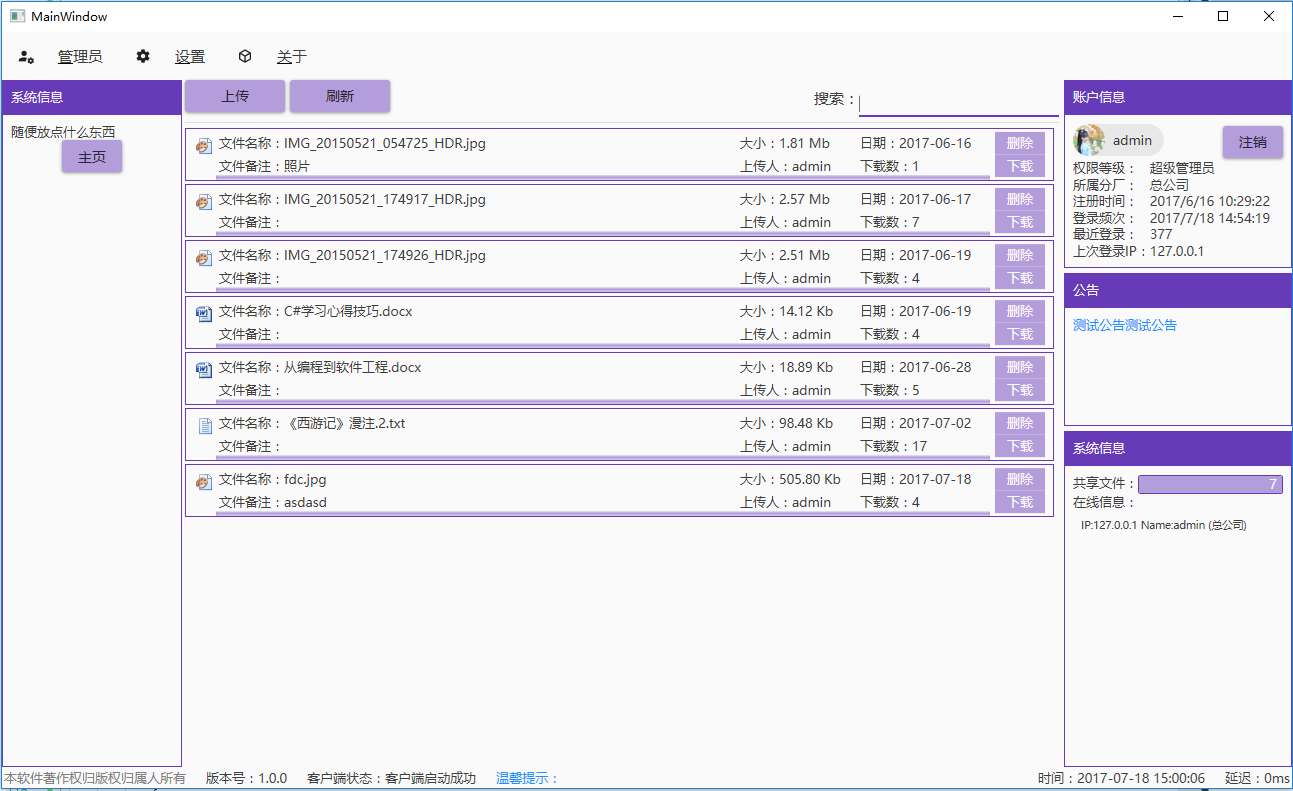 MainWindow
管理员 设置 关于
系统信息
随便放点什么东西
主页
上传 刷新 搜索：
文件名称：IMG_20150521_054725_HDR.jpg 大小：1.81 Mb 日期：2017-06-16 删除
文件备注：照片 上传人：admin 下载数：1 下载
文件名称：IMG_20150521_174917_HDR.jpg 大小：2.57 Mb 日期：2017-06-17 删除
文件备注： 上传人：admin 下载数：7 下载
文件名称：IMG_20150521_174926_HDR.jpg 大小：2.51 Mb 日期：2017-06-19 删除
文件备注： 上传人：admin 下载数：4 下载
文件名称：C#学习心得技巧.docx 大小：14.12 Kb 日期：2017-06-19 删除
文件备注： 上传人：admin 下载数：4 下载
文件名称：从编程到软件工程.docx 大小：18.89 Kb 日期：2017-06-28 删除
文件备注： 上传人：admin 下载数：5 下载
文件名称：《西游记》漫注.2.txt 大小：98.48 Kb 日期：2017-07-02 删除
文件备注： 上传人：admin 下载数：17 下载
文件名称：fdc.jpg 大小：505.80 Kb 日期：2017-07-18 删除
文件备注：asdasd 上传人：admin 下载数：4 下载
账户信息
admin 注销
权限等级： 超级管理员
所属分厂： 总公司
注册时间： 2017/6/16 10:29:22
登录频次： 2017/7/18 14:54:19
最近登录： 377
上次登录IP：127.0.0.1
公告
测试公告测试公告
系统信息
共享文件： 7
在线信息：
IP:127.0.0.1 Name:admin (总公司)
本软件著作权归版权归属人所有 版本号：1.0.0 客户端状态：客户端启动成功 温馨提示： 时间：2017-07-18 15:00:06 延迟：0ms